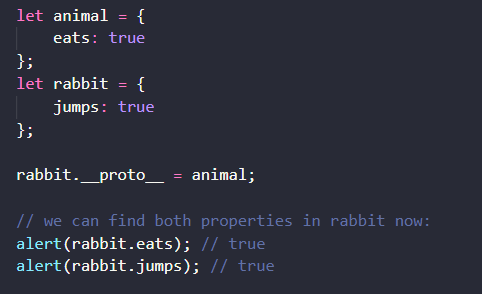 let animal = {
    eats: true
};
let rabbit = {
    jumps: true
};

rabbit.__proto__ = animal;

// we can find both properties in rabbit now:
alert(rabbit.eats); // true
alert(rabbit.jumps); // true